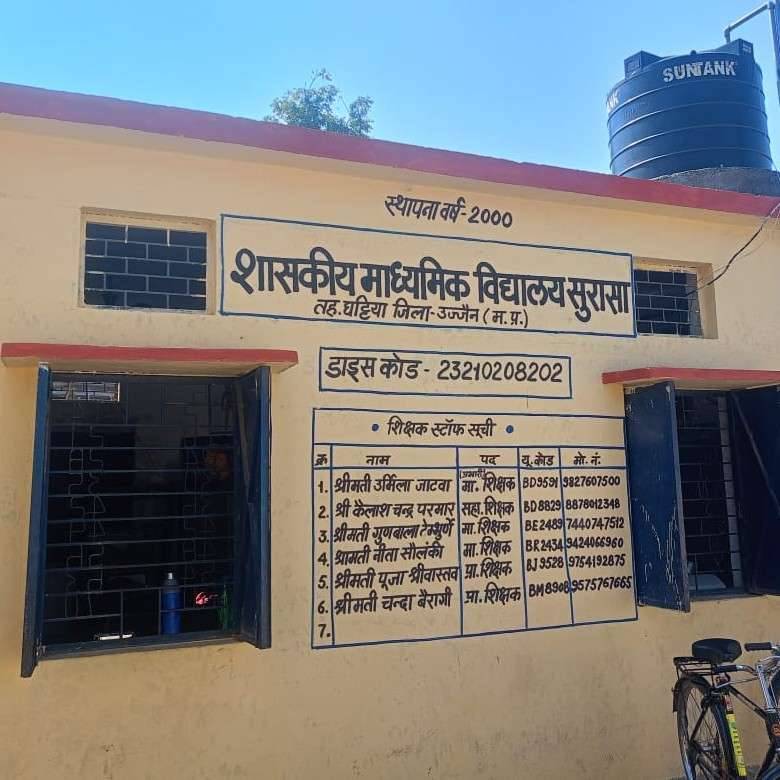 SUNTANK
स्थापना वर्ष-2000
शासकीय माध्यमिक विद्यालय सुरासा
तह. घट्टिया जिला-उज्जैन (म.प्र.)
डाइस कोड - 23210208202
• शिक्षक स्टॉफ सूची •
क्र नाम पद यू.कोड मो.नं.
1. श्रीमती उर्मिला जाटवा (प्रभारी) मा. शिक्षक BD9591 9827607500
2. श्री कैलाश चन्द्र परमार सहा. शिक्षक BD8829 8878012348
3. श्रीमती गुणबाला टेम्भुर्णे मा. शिक्षक BE2489 7440747512
4. श्रीमती नीता सौलंकी मा. शिक्षक BR2434 9424066960
5. श्रीमती पूजा श्रीवास्तव प्रा. शिक्षक BJ9528 9754192875
6. श्रीमती चन्दा बैरागी प्रा. शिक्षक BM8908 9575767665
7.